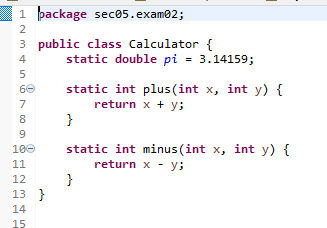 1 package sec05.exam02;
2
3 public class Calculator {
4     static double pi = 3.14159;
5
6     static int plus(int x, int y) {
7         return x + y;
8     }
9
10     static int minus(int x, int y) {
11         return x - y;
12     }
13 }
14
15